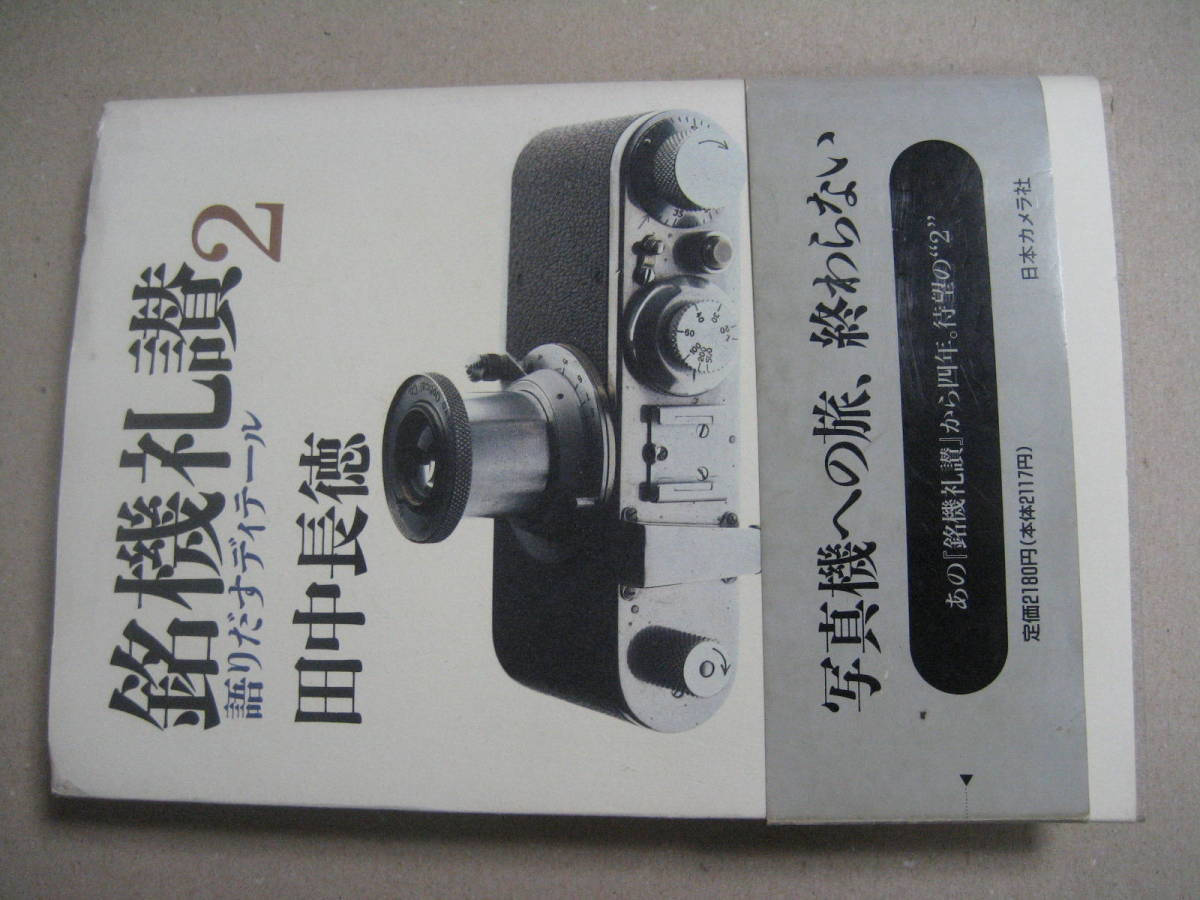 銘機礼讃2
語りだすディテール
田中長徳
写真機への旅、終わらない
あの『銘機礼讃』から四年。待望の“2”
定価2180円(本体2117円)
日本カメラ社